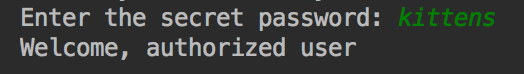 Enter the secret password: kittens
Welcome, authorized user